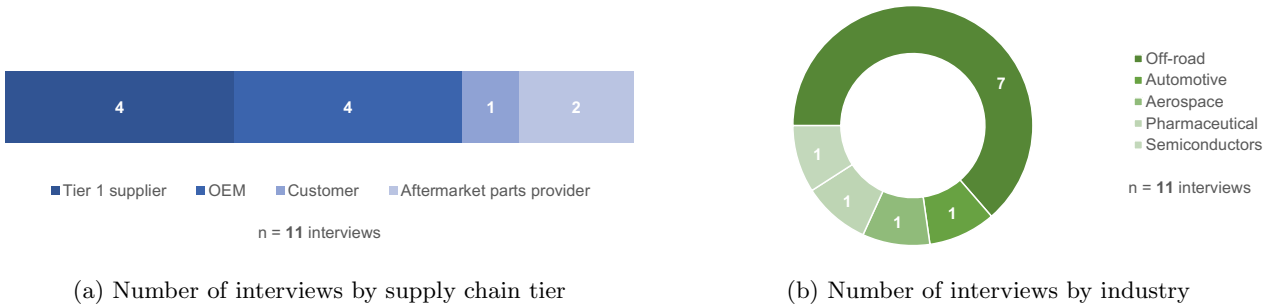 4 4 1 2
Tier 1 supplier OEM Customer Aftermarket parts provider
n = 11 interviews
(a) Number of interviews by supply chain tier
7
1
1
1
1
Off-road
Automotive
Aerospace
Pharmaceutical
Semiconductors
n = 11 interviews
(b) Number of interviews by industry